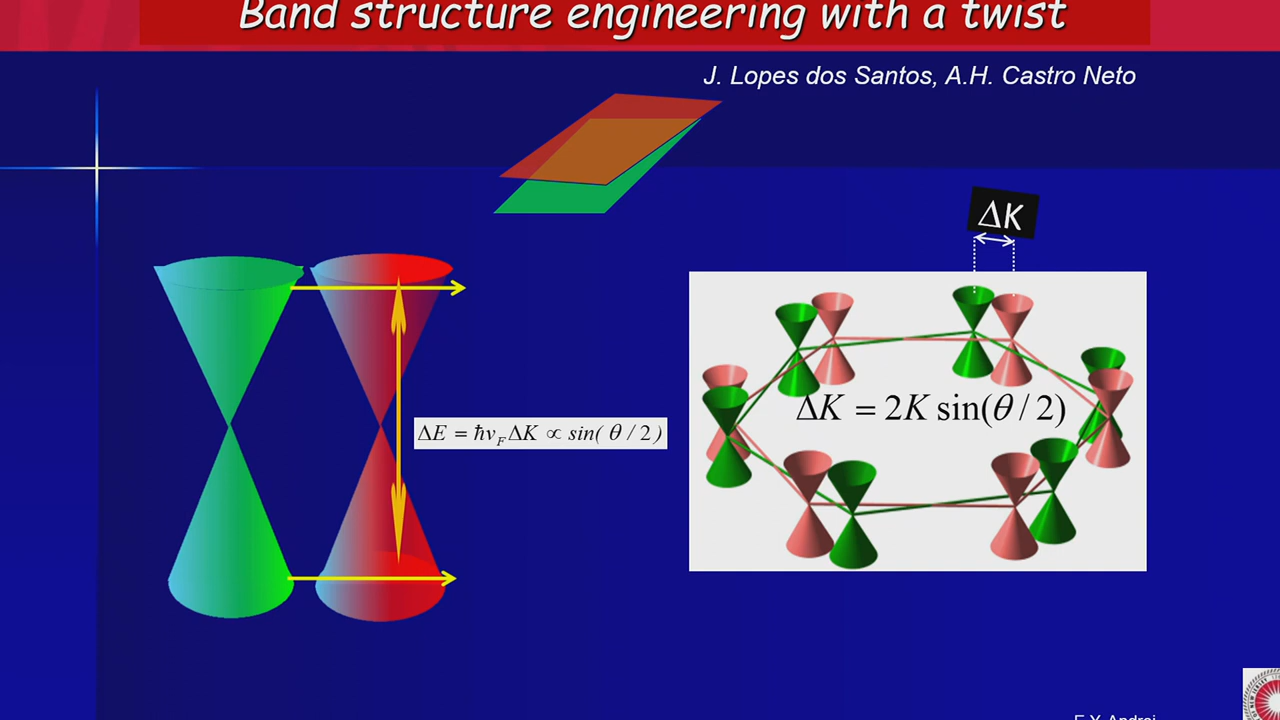 Band structure engineering with a twist
J. Lopes dos Santos, A.H. Castro Neto
ΔK
ΔK = 2K sin(θ / 2)
ΔE = ħv_F ΔK ∝ sin( θ / 2 )
E.Y. Andrei